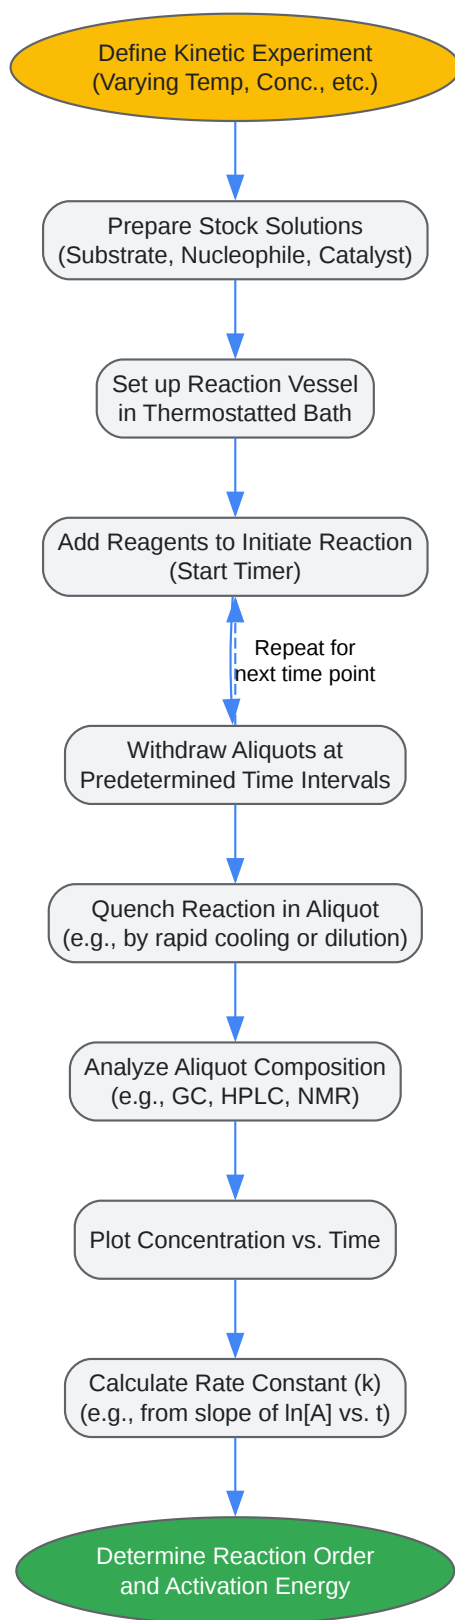 Define Kinetic Experiment
(Varying Temp, Conc., etc.)
Prepare Stock Solutions
(Substrate, Nucleophile, Catalyst)
Set up Reaction Vessel
in Thermostatted Bath
Add Reagents to Initiate Reaction
(Start Timer)
Repeat for
next time point
Withdraw Aliquots at
Predetermined Time Intervals
Quench Reaction in Aliquot
(e.g., by rapid cooling or dilution)
Analyze Aliquot Composition
(e.g., GC, HPLC, NMR)
Plot Concentration vs. Time
Calculate Rate Constant (k)
(e.g., from slope of ln[A] vs. t)
Determine Reaction Order
and Activation Energy